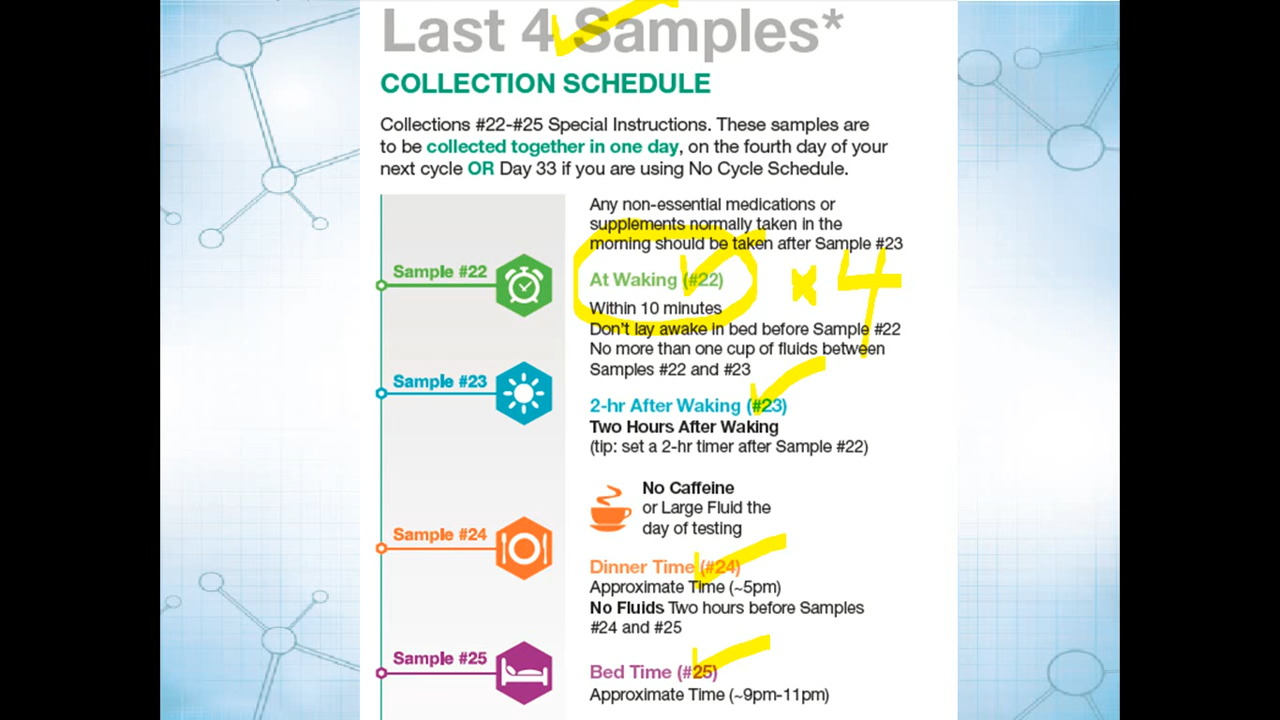 Last 4 Samples*
COLLECTION SCHEDULE
Collections #22-#25 Special Instructions. These samples are
to be collected together in one day, on the fourth day of your
next cycle OR Day 33 if you are using No Cycle Schedule.
Any non-essential medications or
supplements normally taken in the
morning should be taken after Sample #23
Sample #22
At Waking (#22)
x 4
Within 10 minutes
Don't lay awake in bed before Sample #22
No more than one cup of fluids between
Samples #22 and #23
Sample #23
2-hr After Waking (#23)
Two Hours After Waking
(tip: set a 2-hr timer after Sample #22)
No Caffeine
or Large Fluid the
day of testing
Sample #24
Dinner Time (#24)
Approximate Time (~5pm)
No Fluids Two hours before Samples
#24 and #25
Sample #25
Bed Time (#25)
Approximate Time (~9pm-11pm)